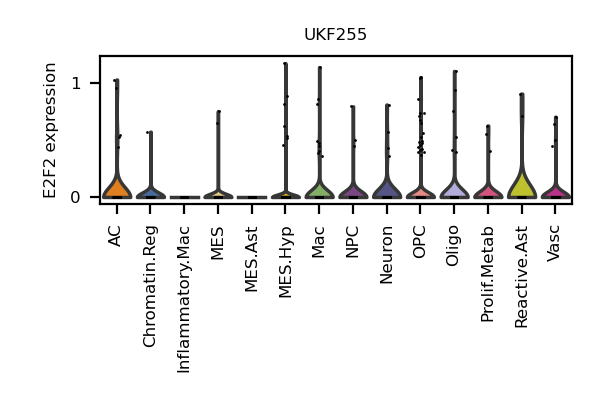 UKF255
E2F2 expression
1
0
AC
Chromatin.Reg
Inflammatory.Mac
MES
MES.Ast
MES.Hyp
Mac
NPC
Neuron
OPC
Oligo
Prolif.Metab
Reactive.Ast
Vasc